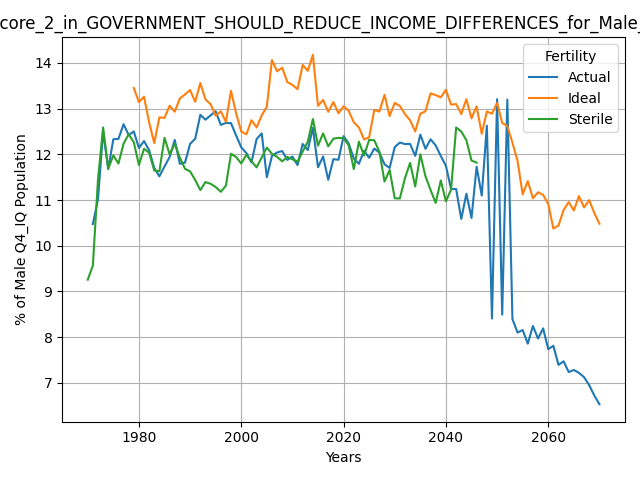 core_2_in_GOVERNMENT_SHOULD_REDUCE_INCOME_DIFFERENCES_for_Male_
Fertility
Actual
Ideal
Sterile
% of Male Q4_IQ Population
14
13
12
11
10
9
8
7
1980 2000 2020 2040 2060
Years